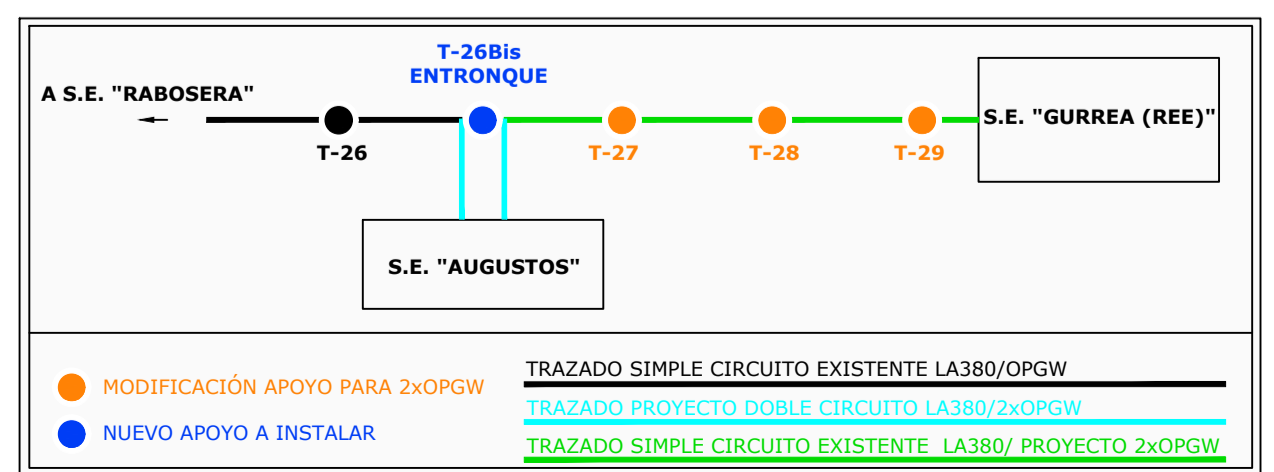 T-26Bis
ENTRONQUE
A S.E. "RABOSERA"
S.E. "GURREA (REE)"
T-26
T-27
T-28
T-29
S.E. "AUGUSTOS"
MODIFICACIÓN APOYO PARA 2xOPGW
NUEVO APOYO A INSTALAR
TRAZADO SIMPLE CIRCUITO EXISTENTE LA380/OPGW
TRAZADO PROYECTO DOBLE CIRCUITO LA380/2xOPGW
TRAZADO SIMPLE CIRCUITO EXISTENTE LA380/ PROYECTO 2xOPGW